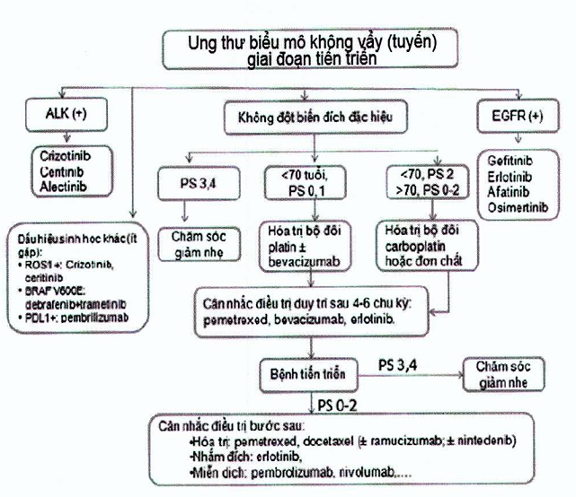 Ung thư biểu mô không vẩy (tuyến)
giai đoạn tiến triển
ALK (+)
Không đột biến đích đặc hiệu
EGFR (+)
Crizotinib
Centinib
Alectinib
PS 3,4
<70 tuổi,
PS 0,1
<70, PS 2
>70, PS 0-2
Gefitinib
Erlotinib
Afatinib
Osimertinib
Dấu hiệu sinh học khác (ít
gặp):
• ROS1+: Crizotinib,
ceritinib
• BRAF V600E:
debrafenib+trametinib
• PDL1+: pembrilizumab
Chăm sóc
giảm nhẹ
Hóa trị bộ đôi
platin ±
bevacizumab
Hóa trị bộ đôi
carboplatin
hoặc đơn chất
Cân nhắc điều trị duy trì sau 4-6 chu kỳ:
pemetrexed, bevacizumab, erlotinib.
Bệnh tiến triển
PS 3,4
Chăm sóc
giảm nhẹ
PS 0-2
Cân nhắc điều trị bước sau:
•Hóa trị: pemetrexed, docetaxel (± ramucizumab; ± nintedenib)
•Nhắm đích: erlotinib,
•Miễn dịch: pembrolizumab, nivolumab,....